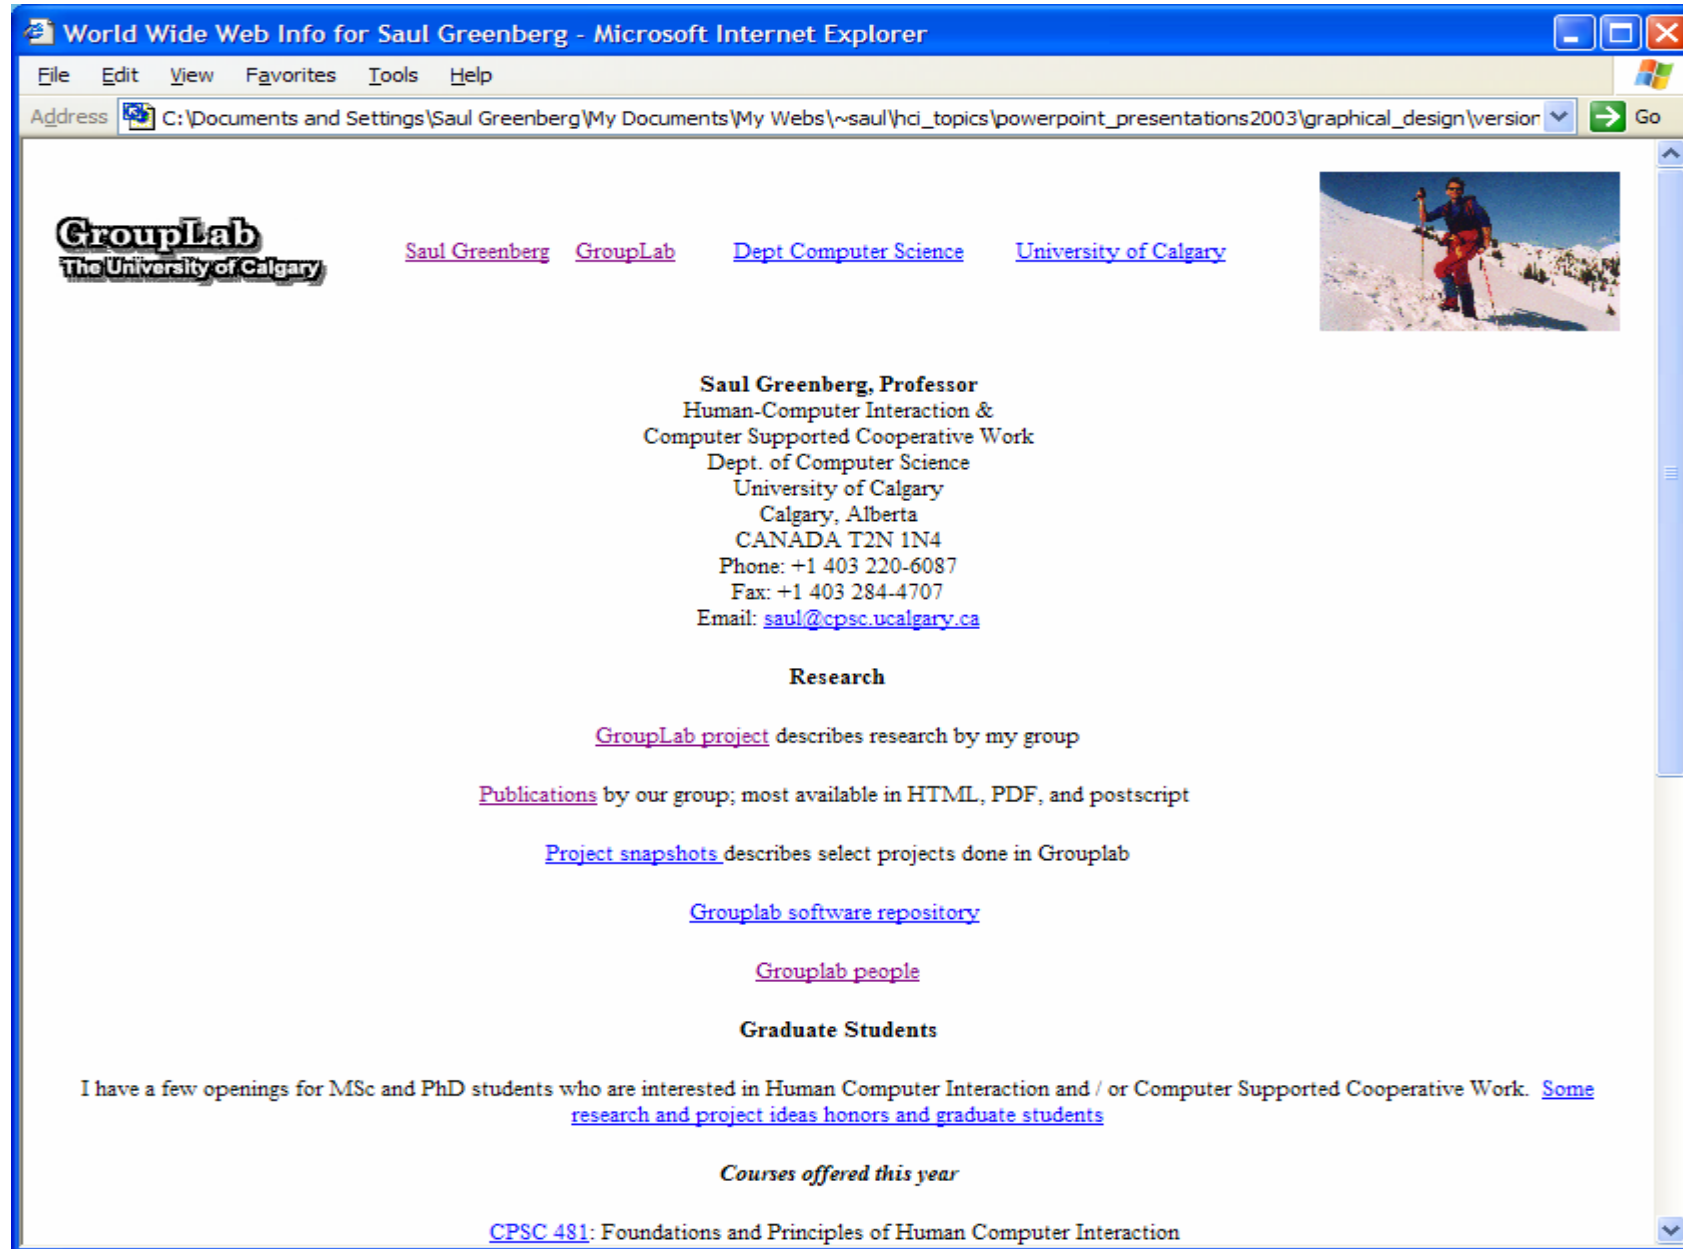 World Wide Web Info for Saul Greenberg - Microsoft Internet Explorer
File Edit View Favorites Tools Help
Address C:\Documents and Settings\Saul Greenberg\My Documents\My Webs\~saul\hci_topics\powerpoint_presentations2003\graphical_design\version Go
GroupLab
The University of Calgary
Saul Greenberg GroupLab Dept Computer Science University of Calgary
Saul Greenberg, Professor
Human-Computer Interaction &
Computer Supported Cooperative Work
Dept. of Computer Science
University of Calgary
Calgary, Alberta
CANADA T2N 1N4
Phone: +1 403 220-6087
Fax: +1 403 284-4707
Email: saul@cpsc.ucalgary.ca
Research
GroupLab project describes research by my group
Publications by our group; most available in HTML, PDF, and postscript
Project snapshots describes select projects done in Grouplab
Grouplab software repository
Grouplab people
Graduate Students
I have a few openings for MSc and PhD students who are interested in Human Computer Interaction and / or Computer Supported Cooperative Work. Some
research and project ideas honors and graduate students
Courses offered this year
CPSC 481: Foundations and Principles of Human Computer Interaction